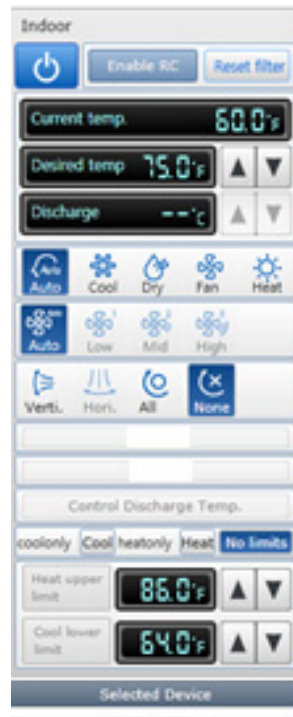 Indoor
Enable RC Reset filter
Current temp. 60.0°F
Desired temp 75.0°F
Discharge --°C
Auto
Auto Cool Dry Fan Heat
Auto Low Mid High
Verti. Hori. All None
Control Discharge Temp.
coolonly Cool heatonly Heat No limits
Heat upper
limit 86.0°F
Cool lower
limit 64.0°F
Selected Device